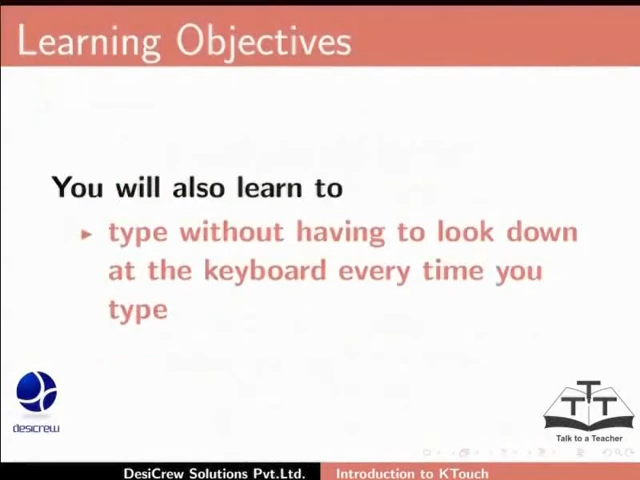 Learning Objectives
You will also learn to
type without having to look down
at the keyboard every time you
type
desicrew
TTT
Talk to a Teacher
DesiCrew Solutions Pvt.Ltd. Introduction to KTouch